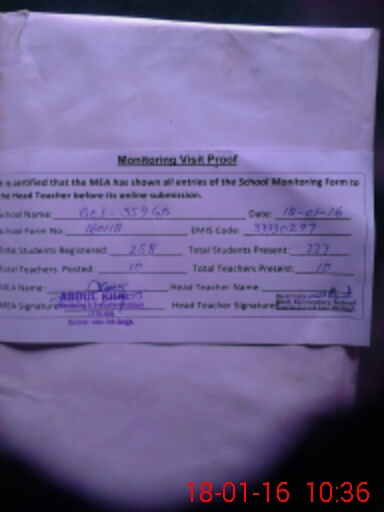 Monitoring Visit Proof
is certified that the MEA has shown all entries of the School Monitoring Form to
the Head Teacher before its online submission.
School Name: 359 GB Date: 18-01-16
School Form No EMIS Code: 33330297
Total Students Registered: 258 Total Students Present: 227
Total Teachers Posted: 10 Total Teachers Present: 10
MEA Name: Head Teacher Name
MEA Signature Head Teacher Signature
ABDUL KHALIQ
18-01-16 10:36